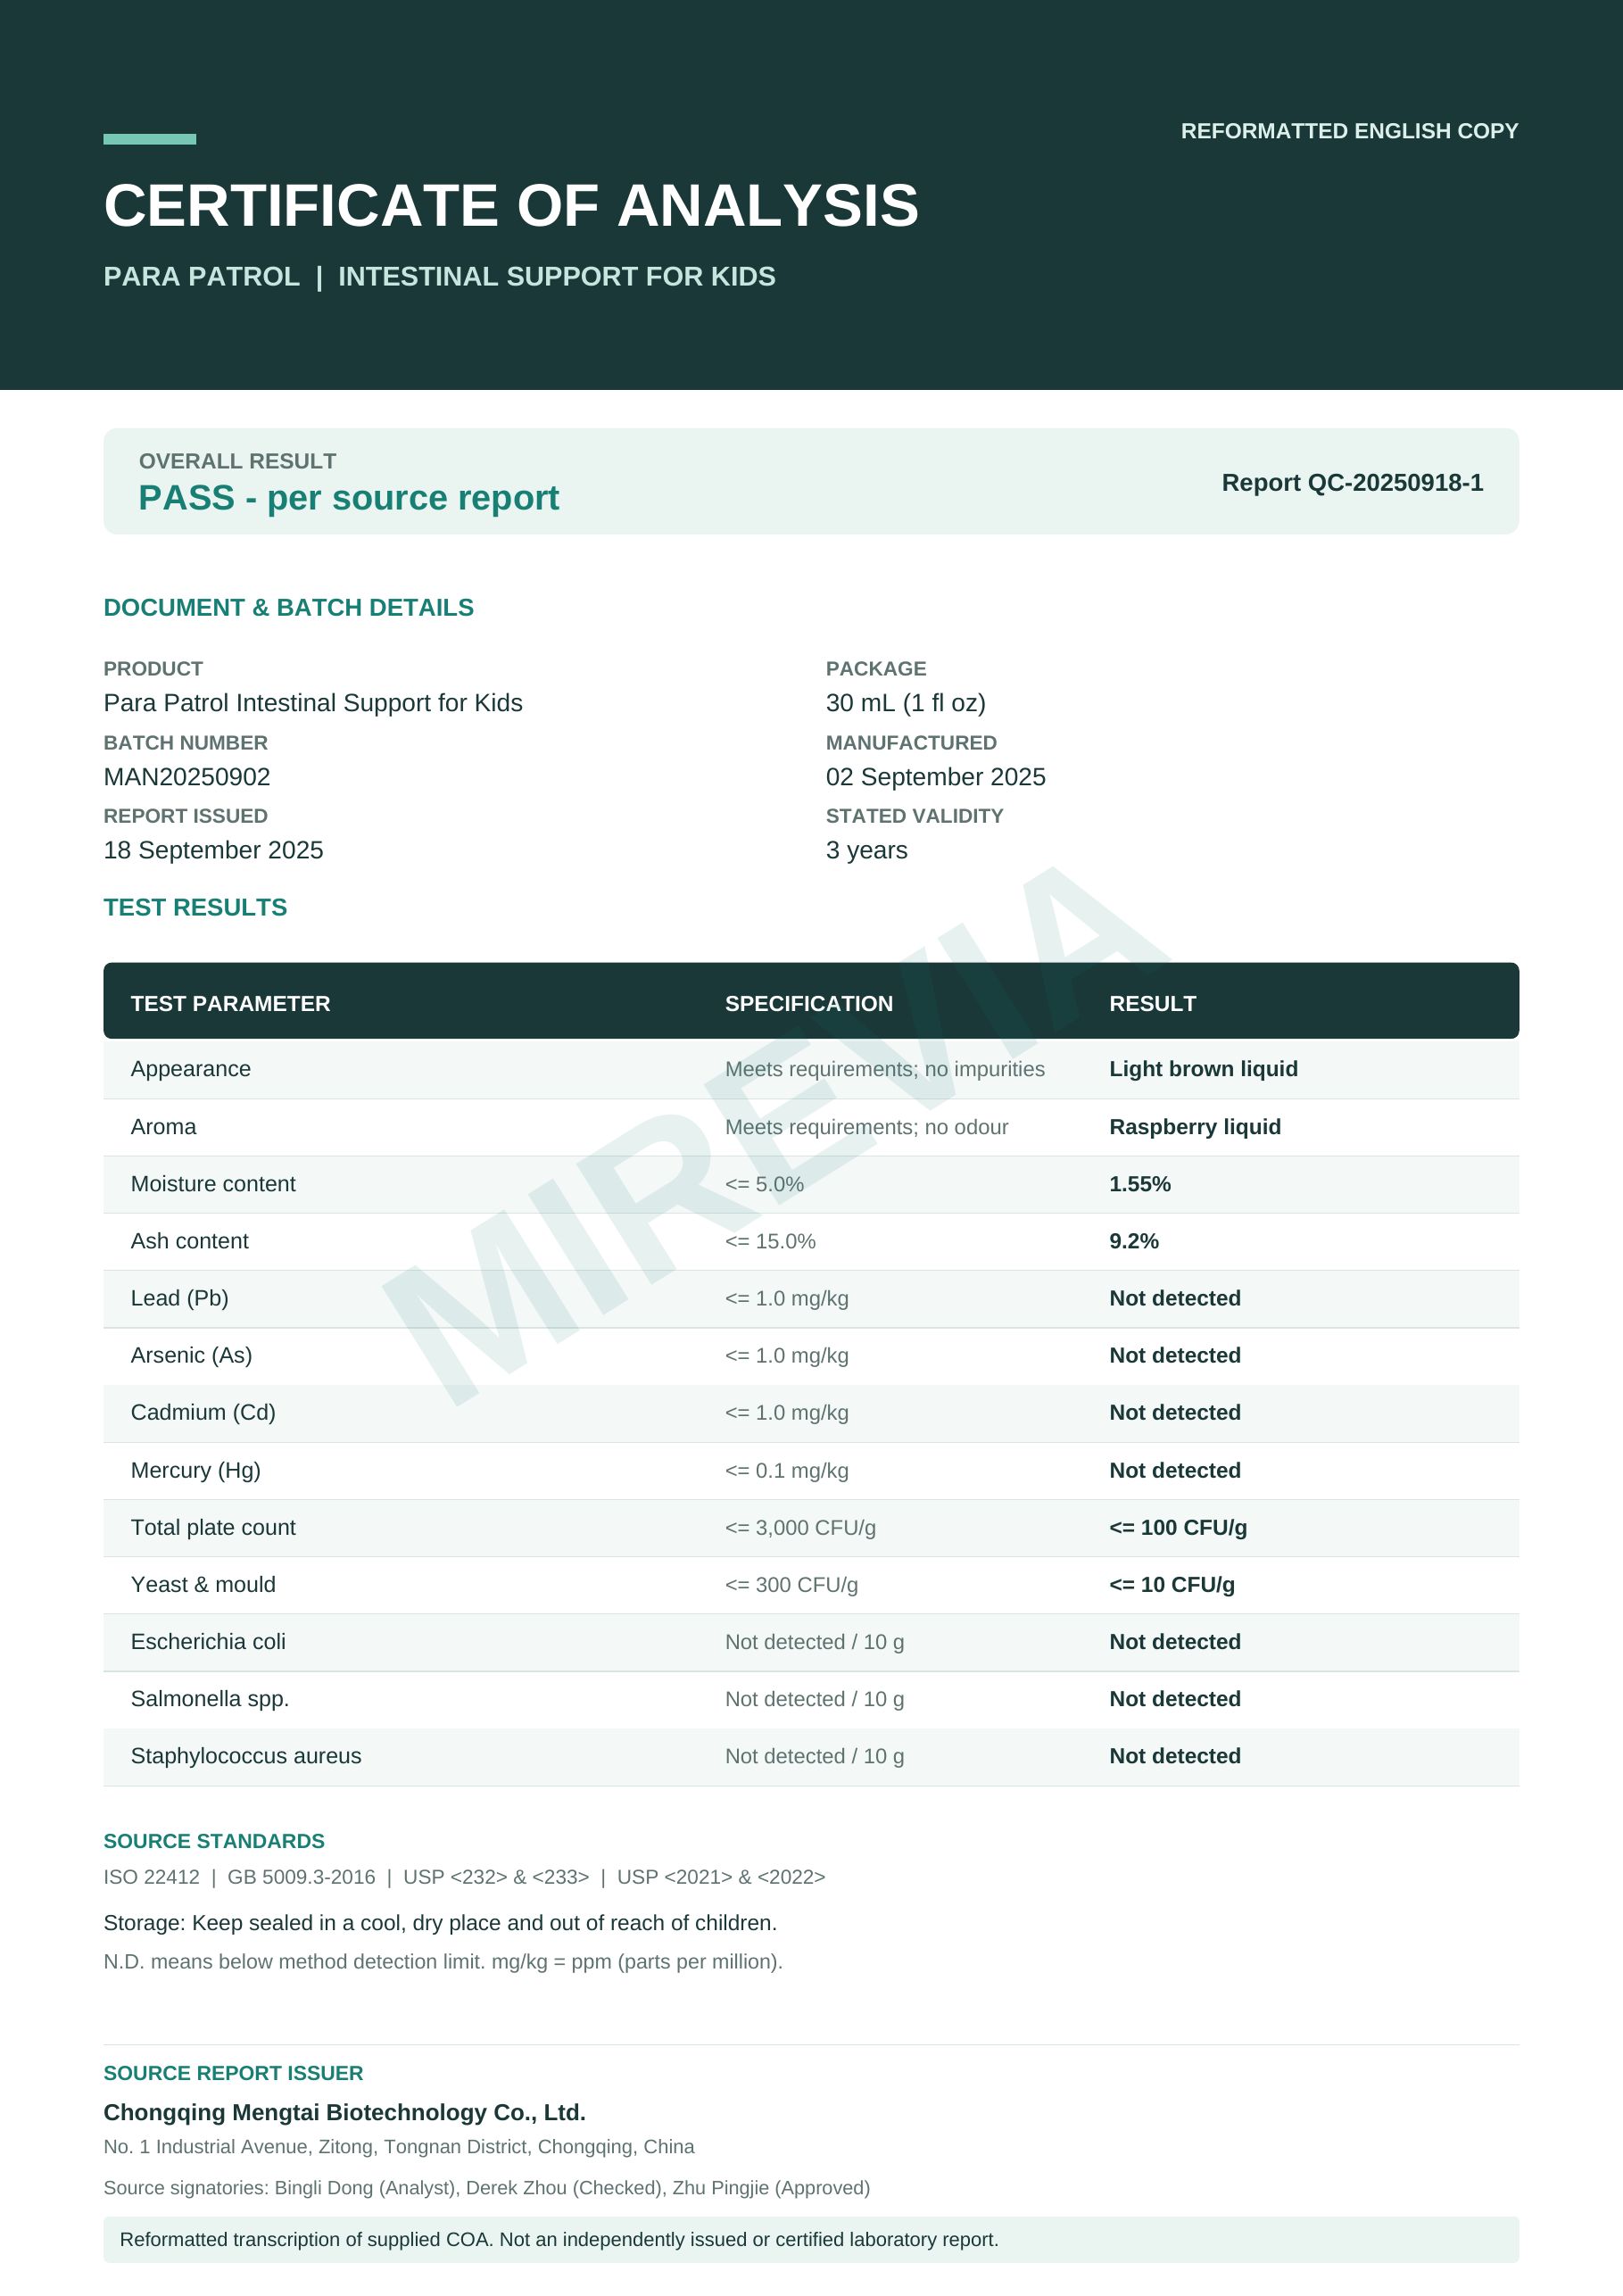 REFORMATTED ENGLISH COPY
CERTIFICATE OF ANALYSIS
PARA PATROL | INTESTINAL SUPPORT FOR KIDS
OVERALL RESULT
PASS - per source report
Report QC-20250918-1
DOCUMENT & BATCH DETAILS
PRODUCT
Para Patrol Intestinal Support for Kids
PACKAGE
30 mL (1 fl oz)
BATCH NUMBER
MAN20250902
MANUFACTURED
02 September 2025
REPORT ISSUED
18 September 2025
STATED VALIDITY
3 years
TEST RESULTS
TEST PARAMETER SPECIFICATION RESULT
Appearance Meets requirements; no impurities Light brown liquid
Aroma Meets requirements; no odour Raspberry liquid
Moisture content <= 5.0% 1.55%
Ash content <= 15.0% 9.2%
Lead (Pb) <= 1.0 mg/kg Not detected
Arsenic (As) <= 1.0 mg/kg Not detected
Cadmium (Cd) <= 1.0 mg/kg Not detected
Mercury (Hg) <= 0.1 mg/kg Not detected
Total plate count <= 3,000 CFU/g <= 100 CFU/g
Yeast & mould <= 300 CFU/g <= 10 CFU/g
Escherichia coli Not detected / 10 g Not detected
Salmonella spp. Not detected / 10 g Not detected
Staphylococcus aureus Not detected / 10 g Not detected
MIREVIA
SOURCE STANDARDS
ISO 22412 | GB 5009.3-2016 | USP <232> & <233> | USP <2021> & <2022>
Storage: Keep sealed in a cool, dry place and out of reach of children.
N.D. means below method detection limit. mg/kg = ppm (parts per million).
SOURCE REPORT ISSUER
Chongqing Mengtai Biotechnology Co., Ltd.
No. 1 Industrial Avenue, Zitong, Tongnan District, Chongqing, China
Source signatories: Bingli Dong (Analyst), Derek Zhou (Checked), Zhu Pingjie (Approved)
Reformatted transcription of supplied COA. Not an independently issued or certified laboratory report.